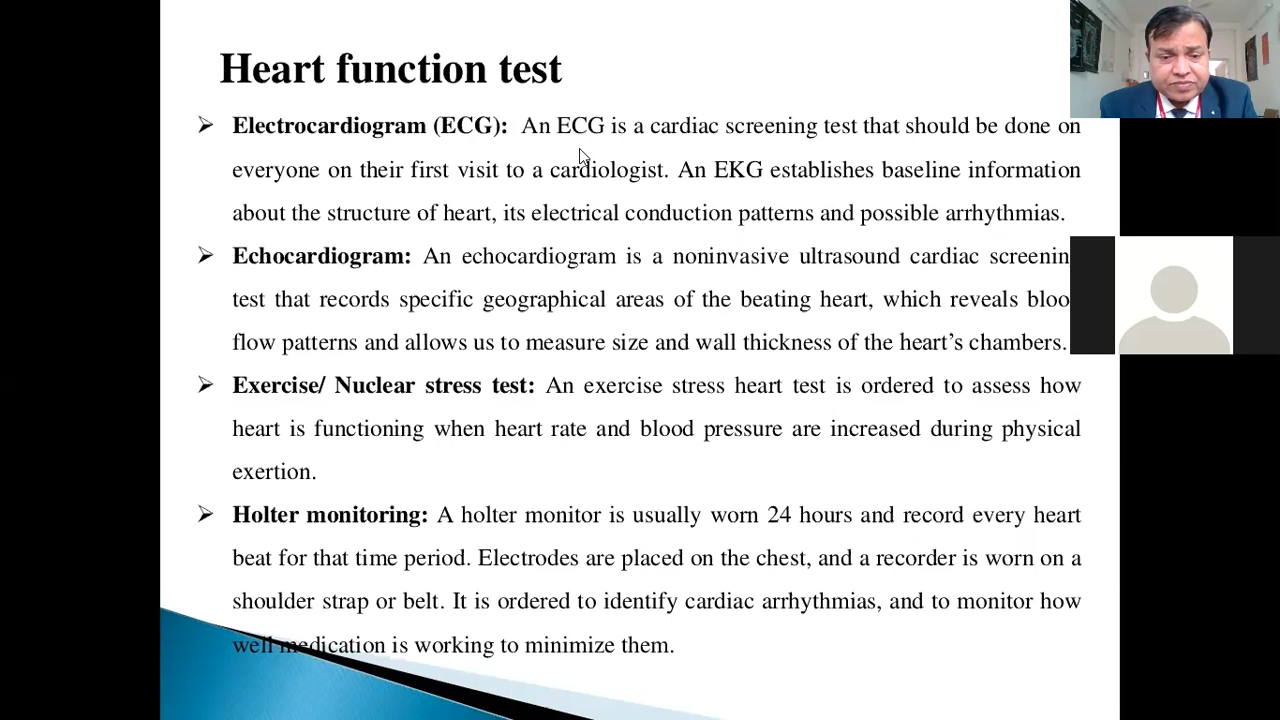 Heart function test
➢ Electrocardiogram (ECG): An ECG is a cardiac screening test that should be done on
everyone on their first visit to a cardiologist. An EKG establishes baseline information
about the structure of heart, its electrical conduction patterns and possible arrhythmias.
➢ Echocardiogram: An echocardiogram is a noninvasive ultrasound cardiac screenin
test that records specific geographical areas of the beating heart, which reveals bloo
flow patterns and allows us to measure size and wall thickness of the heart’s chambers.
➢ Exercise/ Nuclear stress test: An exercise stress heart test is ordered to assess how
heart is functioning when heart rate and blood pressure are increased during physical
exertion.
➢ Holter monitoring: A holter monitor is usually worn 24 hours and record every heart
beat for that time period. Electrodes are placed on the chest, and a recorder is worn on a
shoulder strap or belt. It is ordered to identify cardiac arrhythmias, and to monitor how
well medication is working to minimize them.